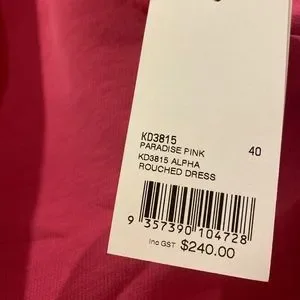 KD3815
PARADISE PINK 40
KD3815 ALPHA
ROUCHED DRESS
9 357390 104728
Inc GST $240.00